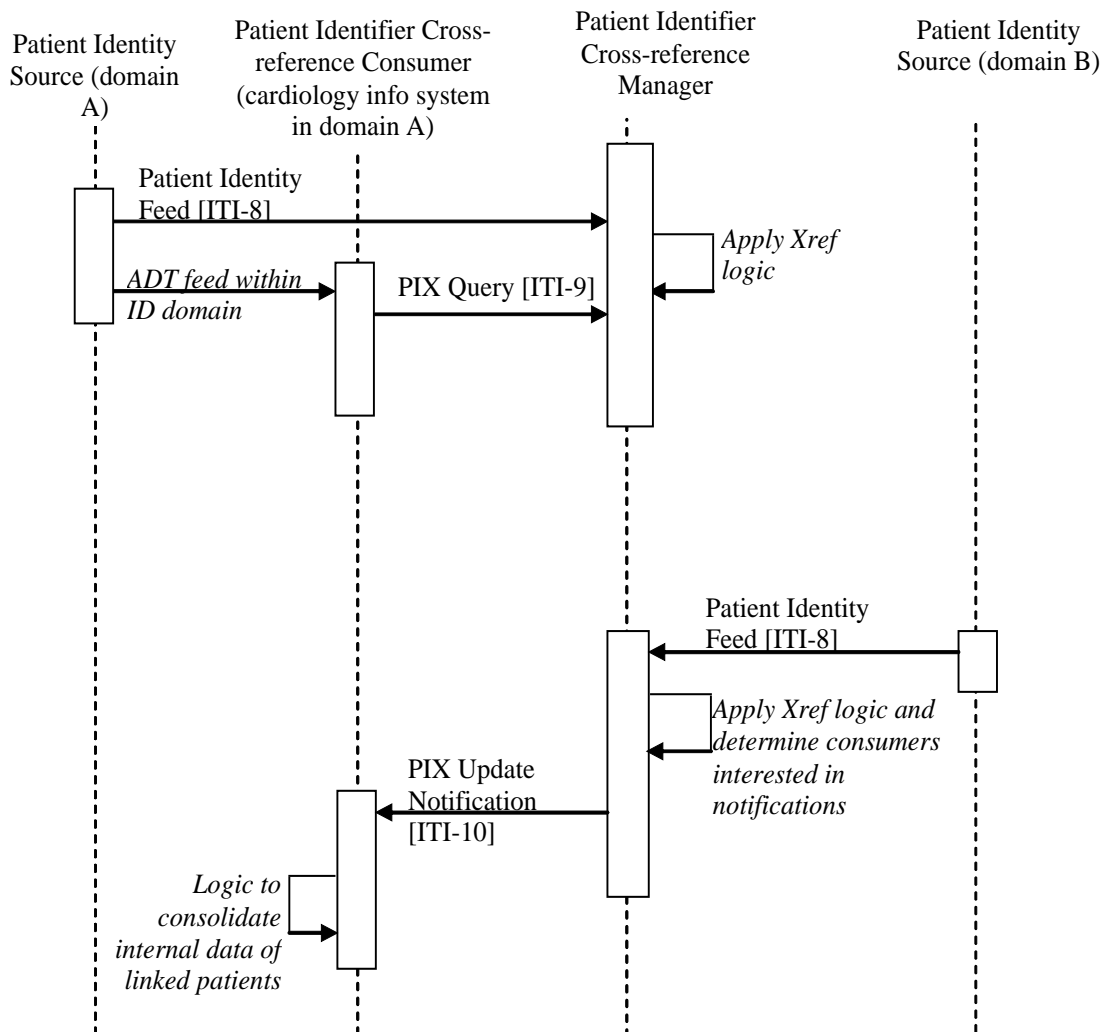 Patient Identity
Source (domain
A)
Patient Identifier Cross-
reference Consumer
(cardiology info system
in domain A)
Patient Identifier
Cross-reference
Manager
Patient Identity
Source (domain B)
Patient Identity
Feed [ITI-8]
Apply Xref
logic
ADT feed within
ID domain
PIX Query [ITI-9]
Patient Identity
Feed [ITI-8]
Apply Xref logic and
determine consumers
interested in
notifications
PIX Update
Notification
[ITI-10]
Logic to
consolidate
internal data of
linked patients